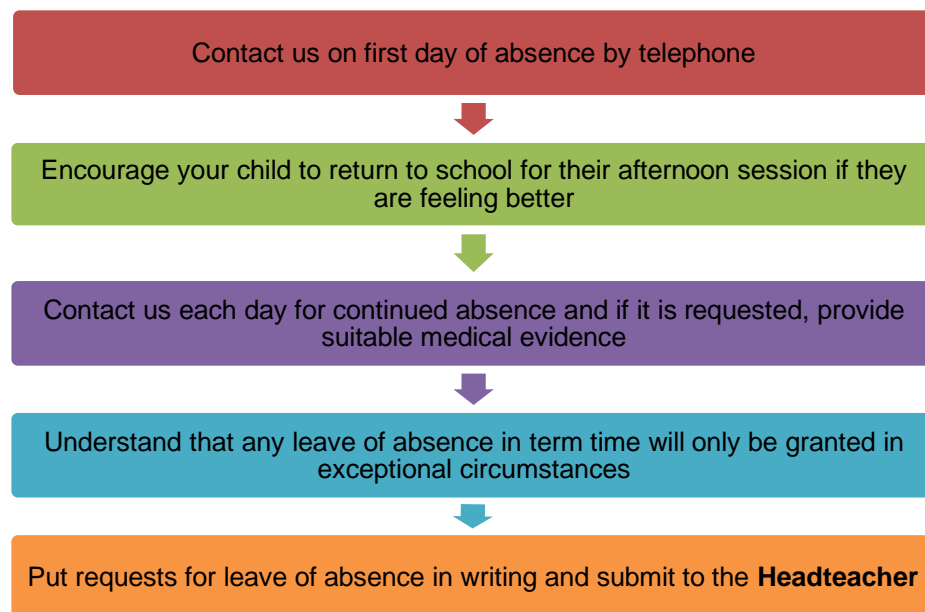 Contact us on first day of absence by telephone
Encourage your child to return to school for their afternoon session if they
are feeling better
Contact us each day for continued absence and if it is requested, provide
suitable medical evidence
Understand that any leave of absence in term time will only be granted in
exceptional circumstances
Put requests for leave of absence in writing and submit to the Headteacher